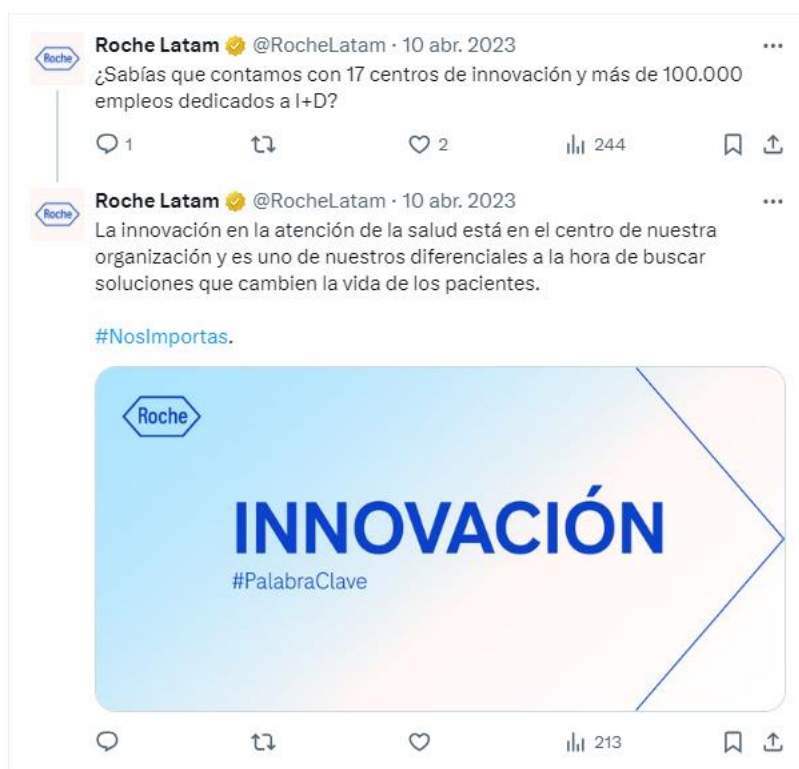 Roche
Roche Latam @RocheLatam · 10 abr. 2023
¿Sabías que contamos con 17 centros de innovación y más de 100.000
empleos dedicados a I+D?
1
2
244
Roche
Roche Latam @RocheLatam · 10 abr. 2023
La innovación en la atención de la salud está en el centro de nuestra
organización y es uno de nuestros diferenciales a la hora de buscar
soluciones que cambien la vida de los pacientes.
#NosImportas.
Roche
INNOVACIÓN
#PalabraClave
213